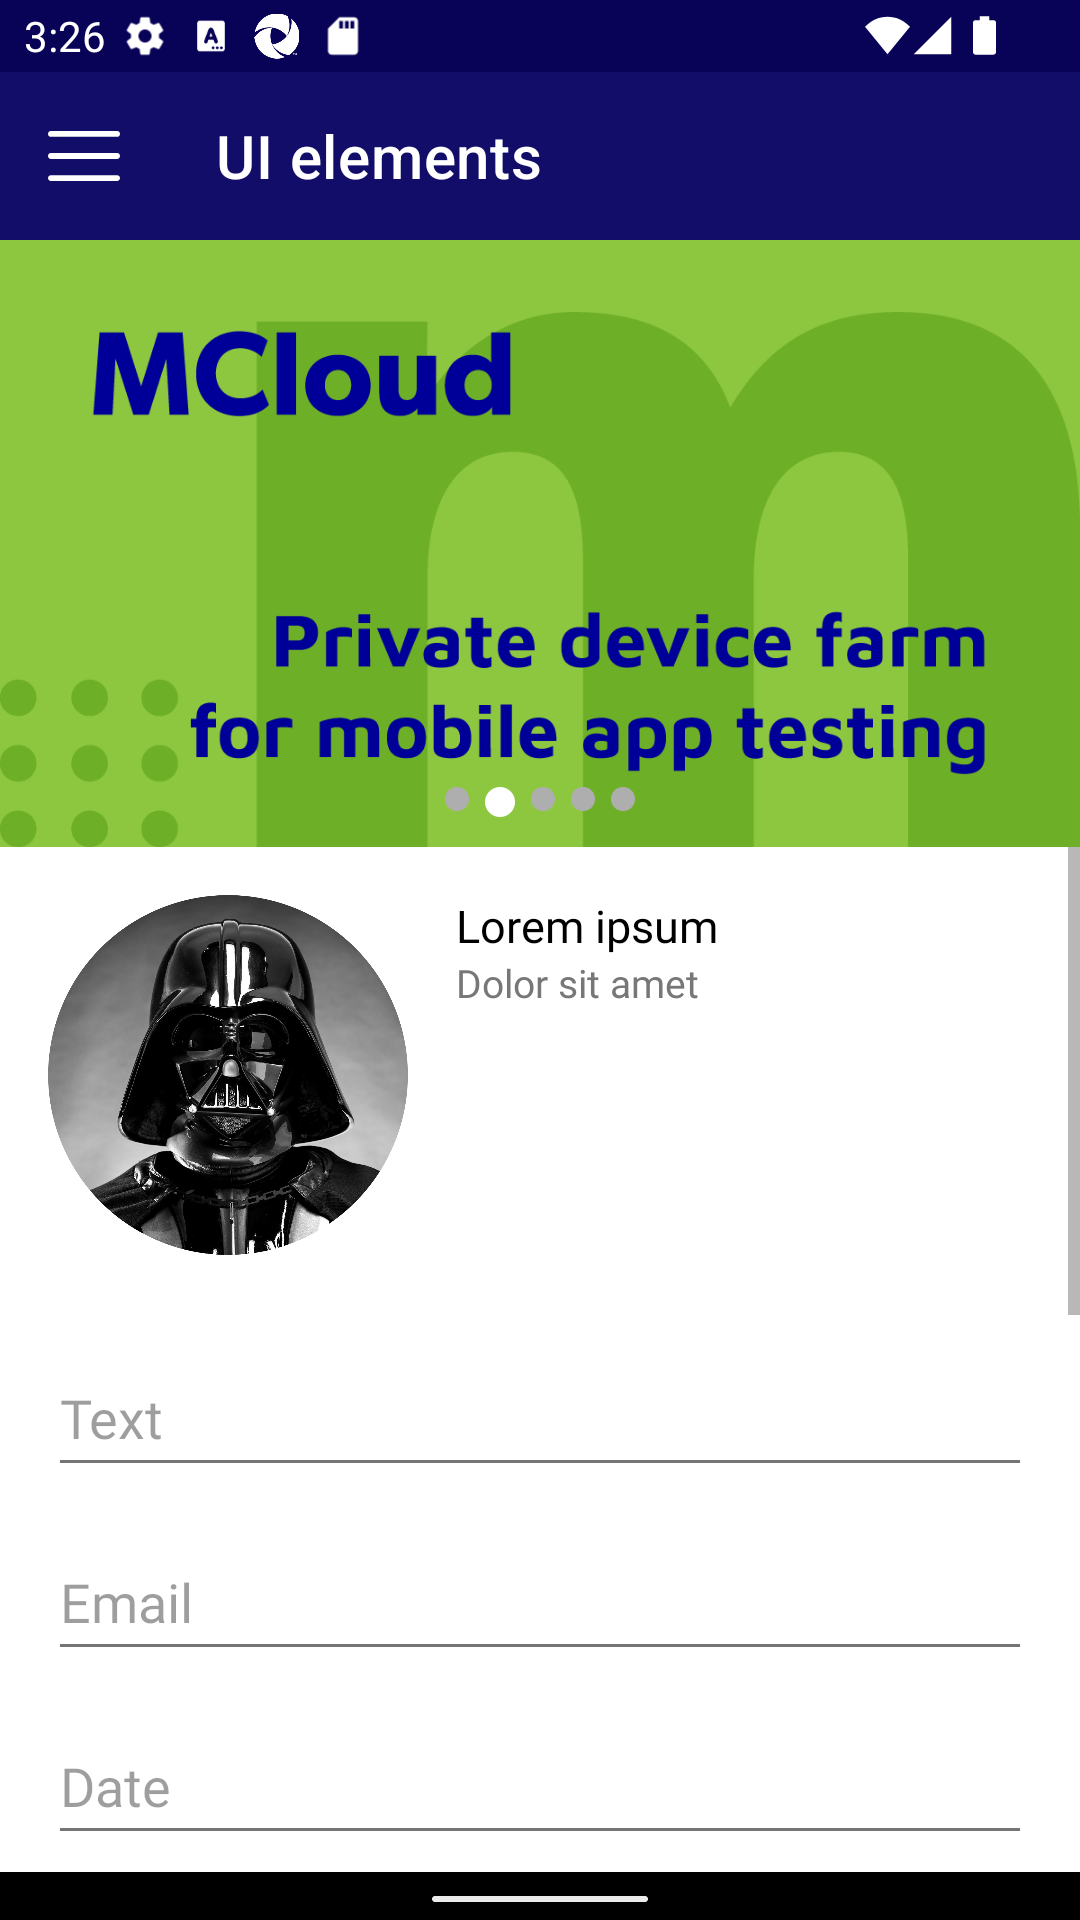 3:26
UI elements
MCloud
Private device farm
for mobile app testing
Lorem ipsum
Dolor sit amet
Text
Email
Date